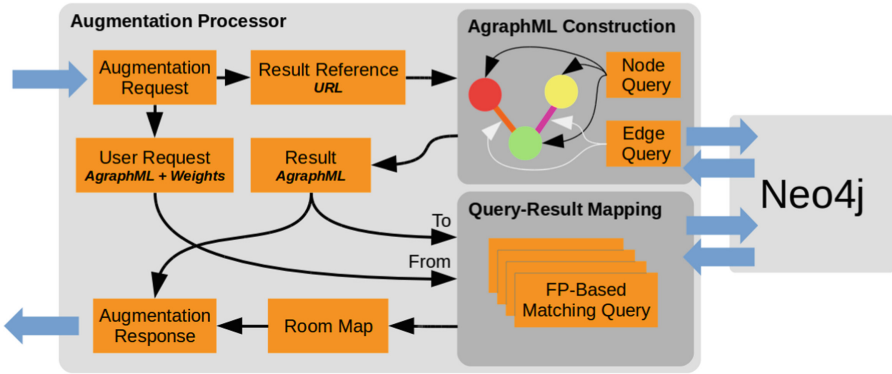 Augmentation Processor
AgraphML Construction
Augmentation
Request
Result Reference
URL
Node
Query
Edge
Query
User Request
AgraphML + Weights
Result
AgraphML
Neo4j
Query-Result Mapping
To
From
FP-Based
Matching Query
Augmentation
Response
Room Map